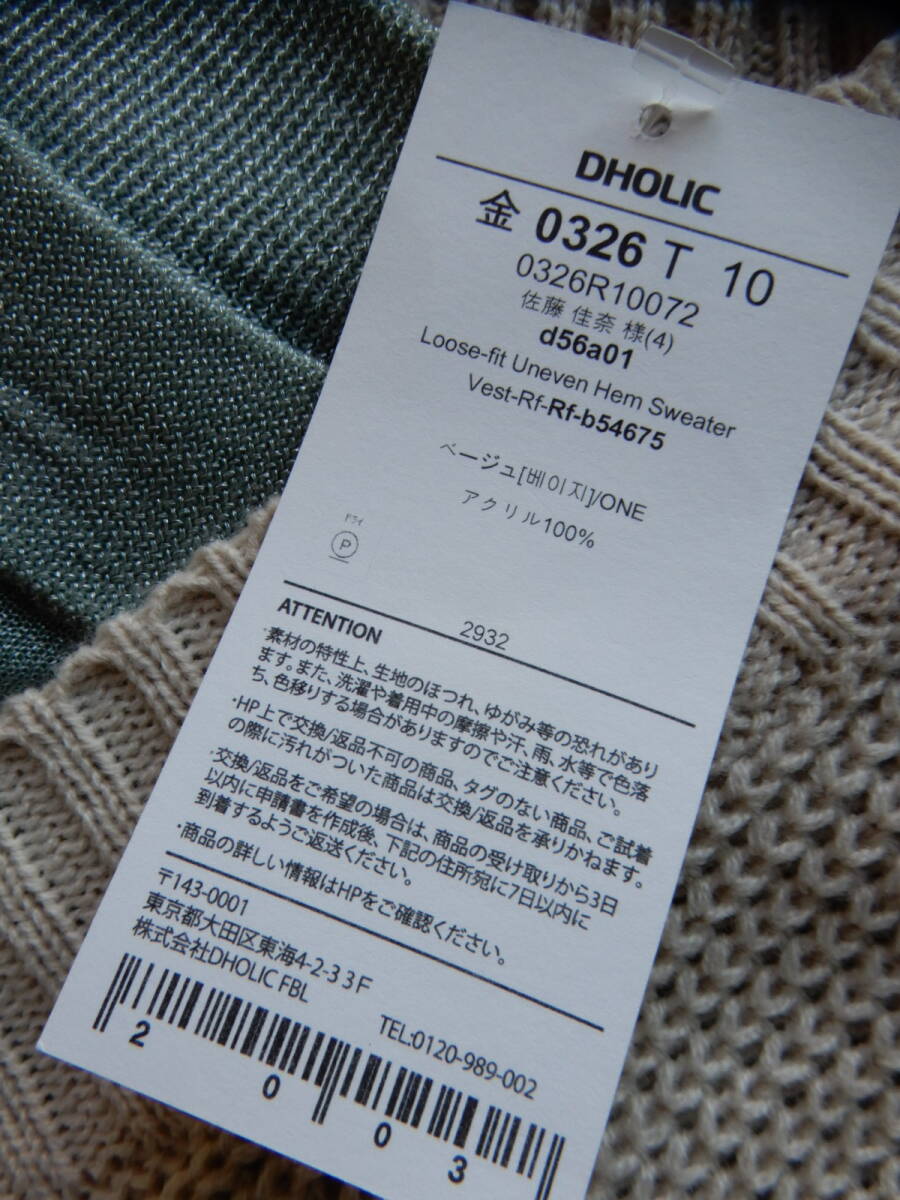 DHOLIC
金 0326 T 10
0326R10072
佐藤 佳奈 様(4)
d56a01
Loose-fit Uneven Hem Sweater
Vest-Rf-Rf-b54675
ベージュ[베이지]/ONE
アクリル100%
ドライ
P
2932
ATTENTION
･素材の特性上、生地のほつれ、ゆがみ等の恐れがあり
ます。また、洗濯や着用中の摩擦や汗、雨、水等で色落
ち、色移りする場合がありますのでご注意ください。
･HP上で交換/返品不可の商品、タグのない商品、ご試着
の際に汚れがついた商品は交換/返品を承りかねます。
交換/返品をご希望の場合は、商品の受け取りから3日
以内に申請書を作成後、下記の住所宛に7日以内に
到着するようご返送ください。
･商品の詳しい情報はHPをご確認ください。
〒143-0001
東京都大田区東海4-2-3 3F
株式会社DHOLIC FBL
TEL:0120-989-002
2 0 0 3